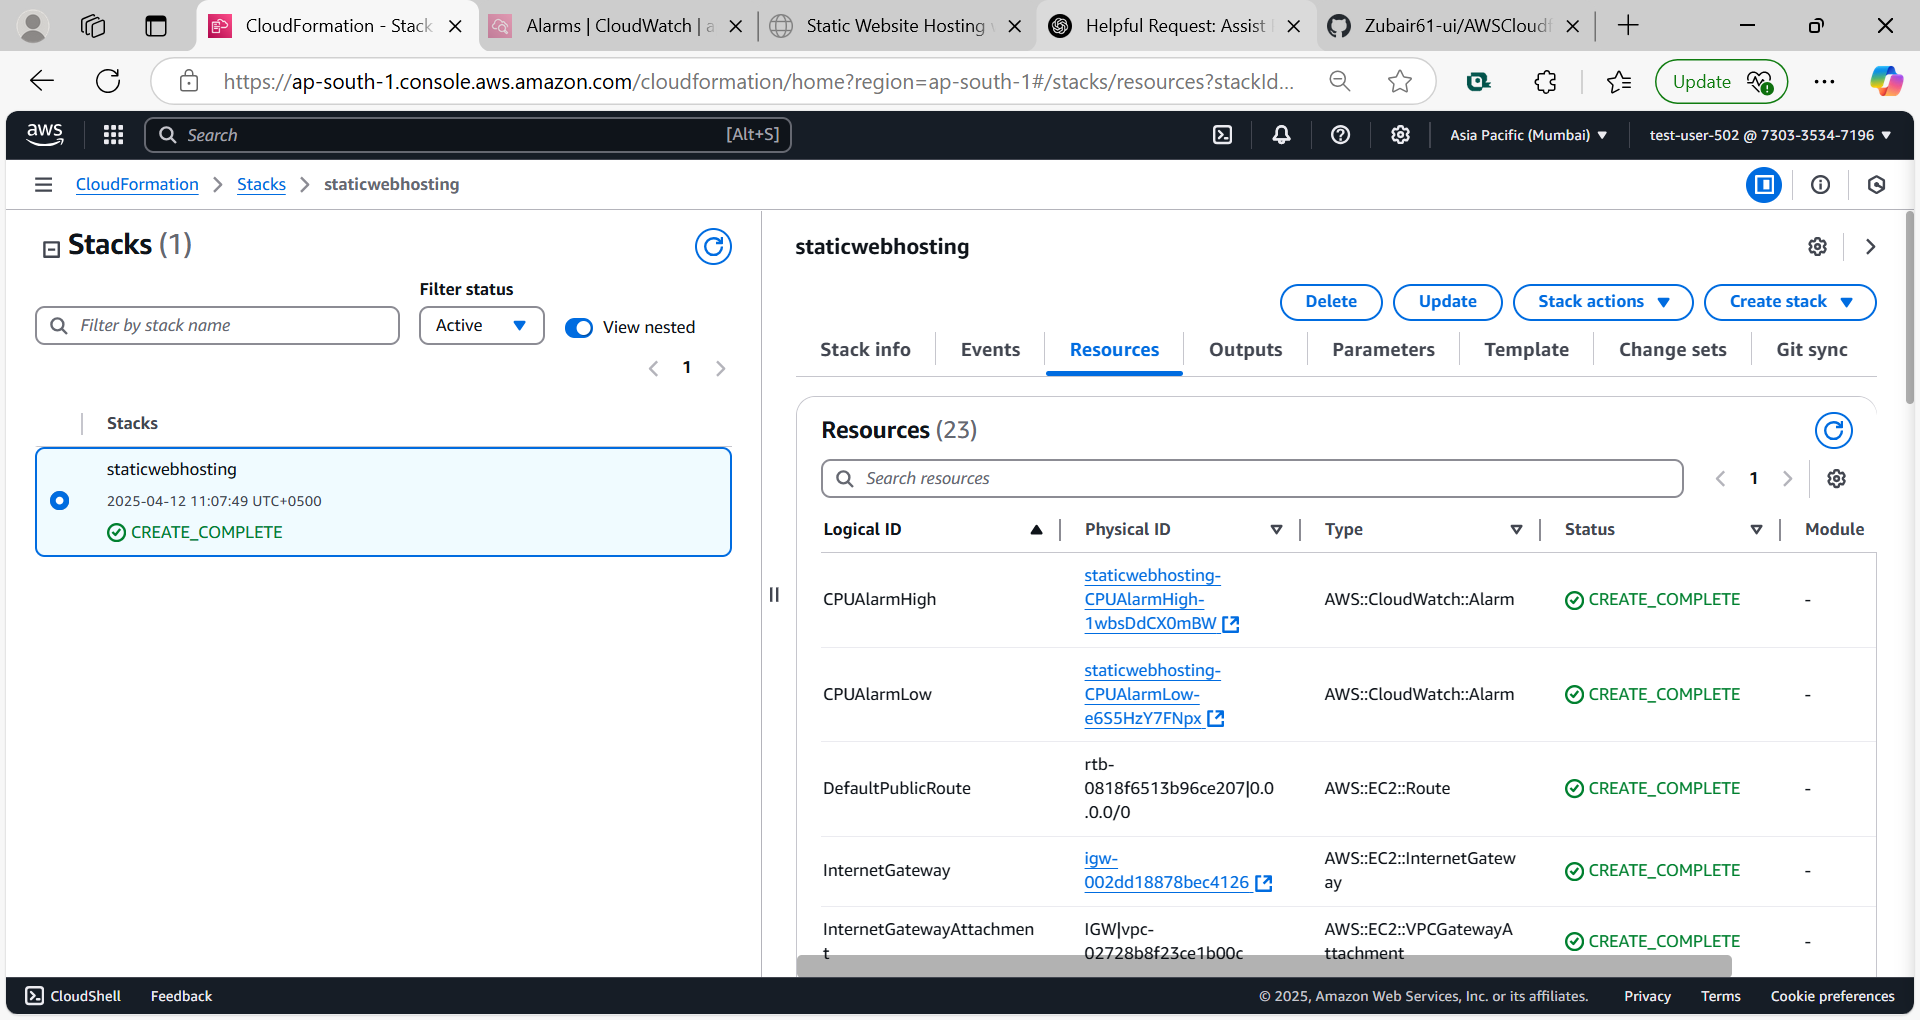 CloudFormation - Stack
Alarms | CloudWatch | a
Static Website Hosting
Helpful Request: Assist
Zubair61-ui/AWSCloudf
https://ap-south-1.console.aws.amazon.com/cloudformation/home?region=ap-south-1#/stacks/resources?stackId...
Update
aws
Search
[Alt+S]
Asia Pacific (Mumbai)
test-user-502 @ 7303-3534-7196
CloudFormation
Stacks
staticwebhosting
Stacks (1)
Filter status
Filter by stack name
Active
View nested
1
Stacks
staticwebhosting
2025-04-12 11:07:49 UTC+0500
CREATE_COMPLETE
staticwebhosting
Delete
Update
Stack actions
Create stack
Stack info
Events
Resources
Outputs
Parameters
Template
Change sets
Git sync
Resources (23)
Search resources
1
Logical ID
Physical ID
Type
Status
Module
CPUAlarmHigh
staticwebhosting-
CPUAlarmHigh-
1wbsDdCX0mBW
AWS::CloudWatch::Alarm
CREATE_COMPLETE
-
CPUAlarmLow
staticwebhosting-
CPUAlarmLow-
e6S5HzY7FNpx
AWS::CloudWatch::Alarm
CREATE_COMPLETE
-
DefaultPublicRoute
rtb-
0818f6513b96ce207|0.0
.0.0/0
AWS::EC2::Route
CREATE_COMPLETE
-
InternetGateway
igw-
002dd18878bec4126
AWS::EC2::InternetGatew
ay
CREATE_COMPLETE
-
InternetGatewayAttachmen
t
IGW|vpc-
02728b8f23ce1b00c
AWS::EC2::VPCGatewayA
ttachment
CREATE_COMPLETE
-
CloudShell
Feedback
© 2025, Amazon Web Services, Inc. or its affiliates.
Privacy
Terms
Cookie preferences